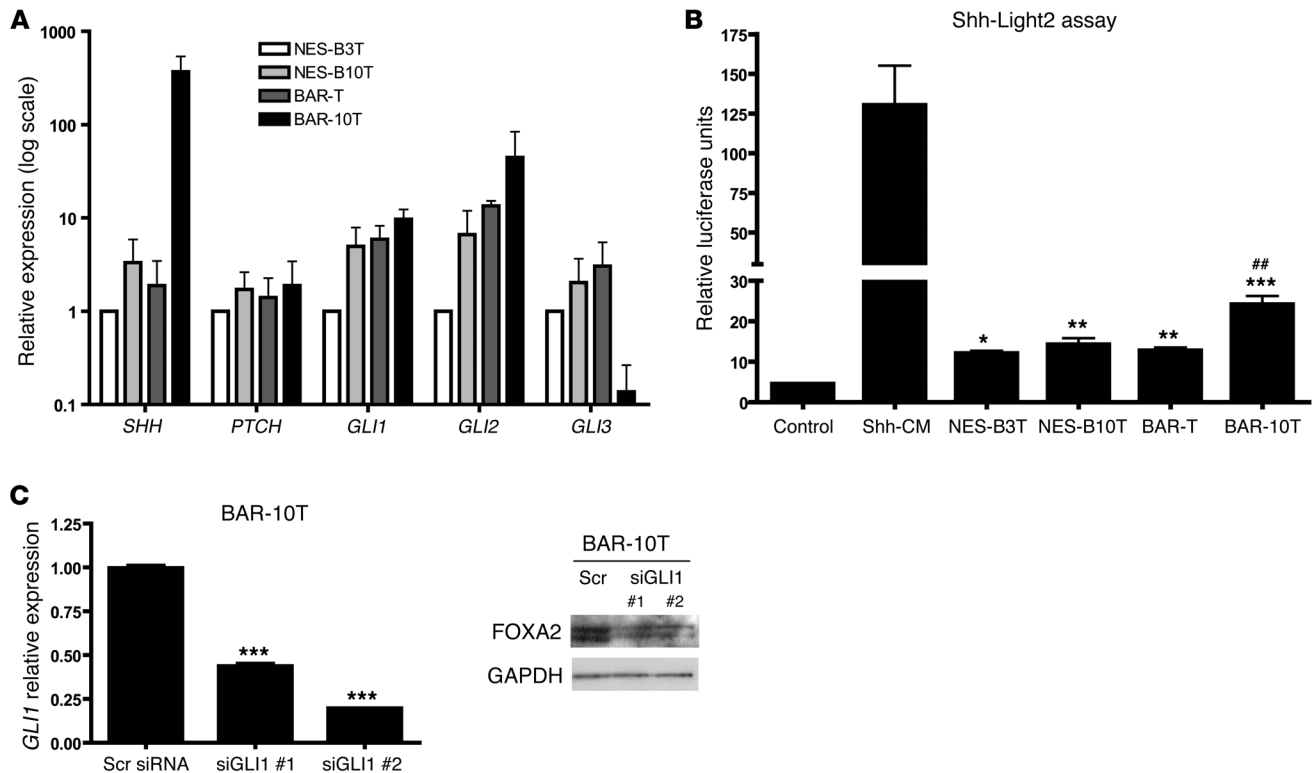 A
1000
100
10
1
0.1
Relative expression (log scale)
NES-B3T
NES-B10T
BAR-T
BAR-10T
SHH PTCH GLI1 GLI2 GLI3
B
Shh-Light2 assay
175
150
125
100
75
50
30
20
10
0
Relative luciferase units
*
**
**
##
***
Control Shh-CM NES-B3T NES-B10T BAR-T BAR-10T
C
BAR-10T
1.25
1.00
0.75
0.50
0.25
0.00
GLI1 relative expression
***
***
Scr siRNA siGLI1 #1 siGLI1 #2
BAR-10T
Scr siGLI1
#1 #2
FOXA2
GAPDH